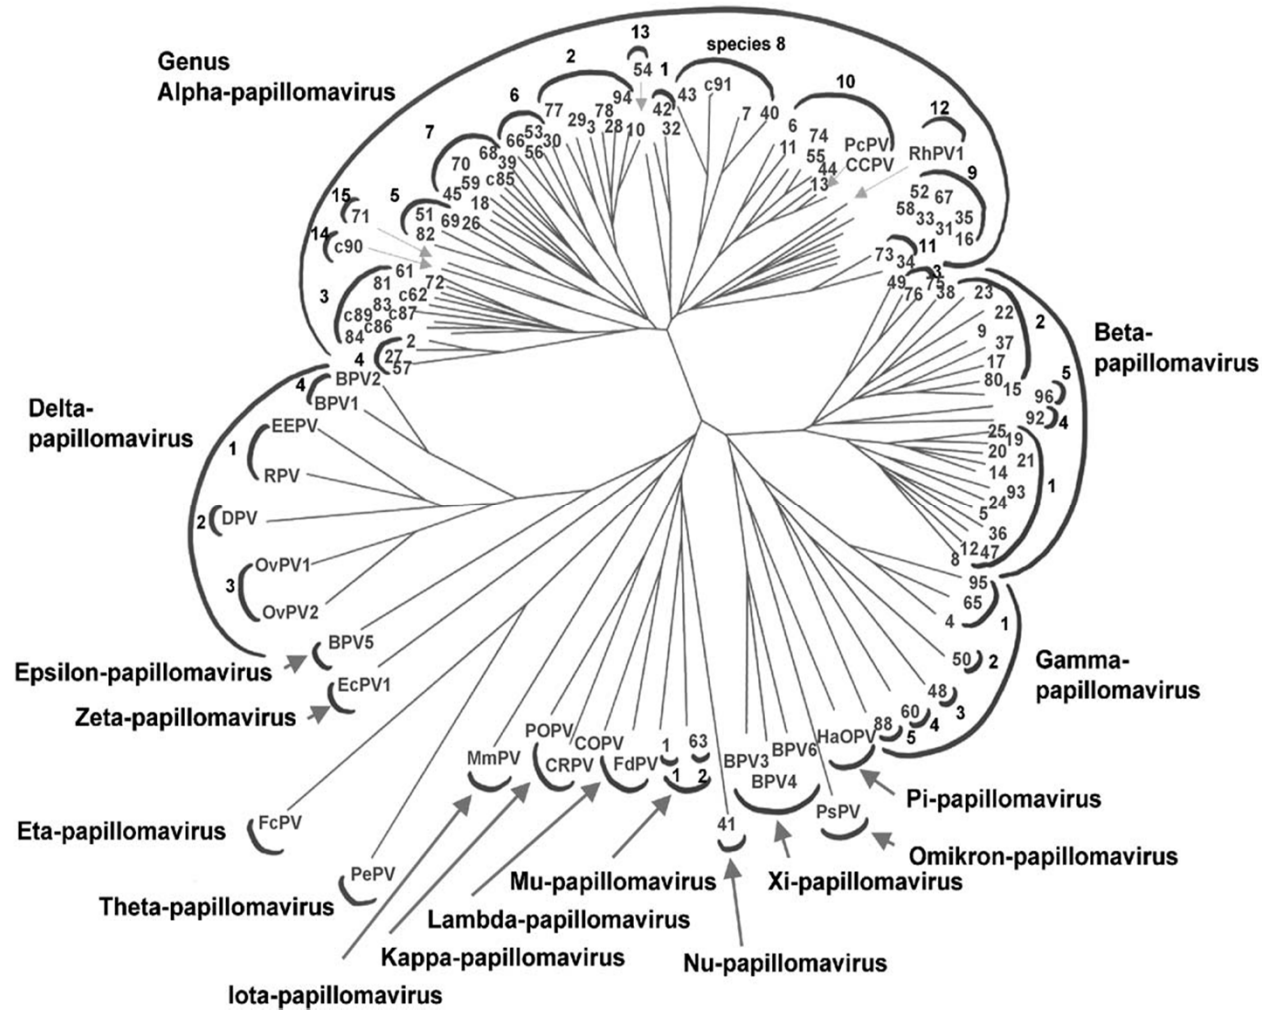 Genus
Alpha-papillomavirus
13
54
2
94
77
78
29
3
28
10
1
42
32
species 8
43
c91
7
40
10
6
74
11
55
44
13
PcPV
CCPV
12
RhPV1
9
52
67
58
33
35
31
16
11
73
34
6
53
66
56
30
7
68
70
39
59
c85
45
18
5
51
69
26
82
15
71
14
c90
3
61
81
72
c62
83
c89
c87
c86
84
4
2
27
57
Delta-
papillomavirus
4
BPV2
BPV1
1
EEPV
RPV
2
DPV
3
OvPV1
OvPV2
Beta-
papillomavirus
3
49
75
76
38
2
23
22
9
37
17
80
15
5
96
92
4
1
25
19
20
21
14
93
24
5
36
12
47
8
Gamma-
papillomavirus
95
65
4
1
50
2
48
3
60
4
88
5
Epsilon-papillomavirus
BPV5
Zeta-papillomavirus
EcPV1
Eta-papillomavirus
FcPV
Theta-papillomavirus
PePV
MmPV
Iota-papillomavirus
POPV
CRPV
Kappa-papillomavirus
COPV
FdPV
Lambda-papillomavirus
1
63
1
2
Mu-papillomavirus
41
Nu-papillomavirus
BPV3
BPV6
BPV4
Xi-papillomavirus
PsPV
Omikron-papillomavirus
HaOPV
Pi-papillomavirus